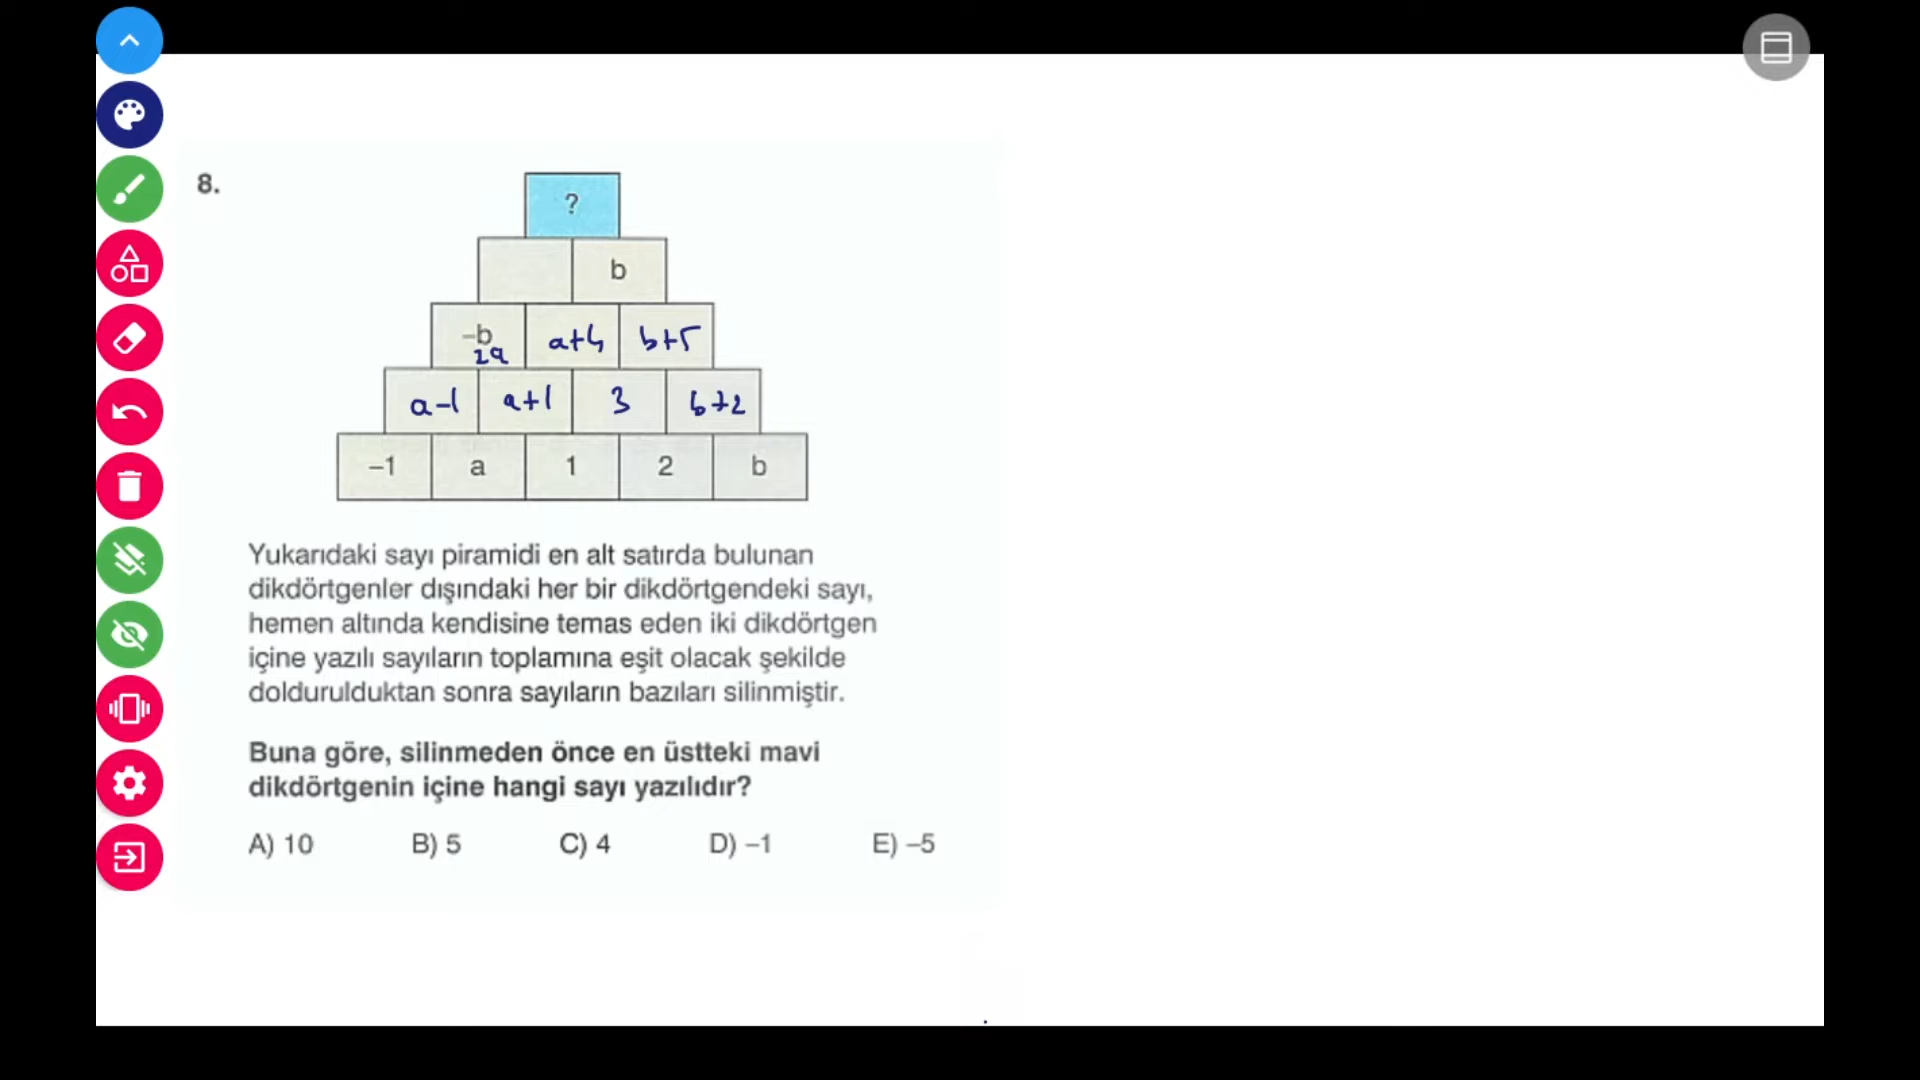 8.
?
b
-b a+4 b+5
2a
a-1 a+1 3 b+2
-1 a 1 2 b
Yukarıdaki sayı piramidi en alt satırda bulunan
dikdörtgenler dışındaki her bir dikdörtgendeki sayı,
hemen altında kendisine temas eden iki dikdörtgen
içine yazılı sayıların toplamına eşit olacak şekilde
doldurulduktan sonra sayıların bazıları silinmiştir.
Buna göre, silinmeden önce en üstteki mavi
dikdörtgenin içine hangi sayı yazılıdır?
A) 10 B) 5 C) 4 D) –1 E) –5